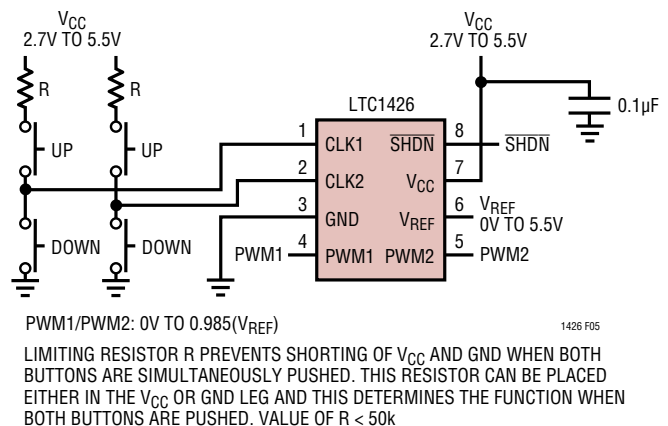 VCC
2.7V TO 5.5V
VCC
2.7V TO 5.5V
R
R
LTC1426
0.1µF
UP
UP
1
CLK1
SHDN
8
SHDN
2
CLK2
VCC
7
3
GND
VREF
6
VREF
0V TO 5.5V
DOWN
DOWN
PWM1
4
PWM1
PWM2
5
PWM2
PWM1/PWM2: 0V TO 0.985(VREF)
1426 F05
LIMITING RESISTOR R PREVENTS SHORTING OF VCC AND GND WHEN BOTH
BUTTONS ARE SIMULTANEOUSLY PUSHED. THIS RESISTOR CAN BE PLACED
EITHER IN THE VCC OR GND LEG AND THIS DETERMINES THE FUNCTION WHEN
BOTH BUTTONS ARE PUSHED. VALUE OF R < 50k